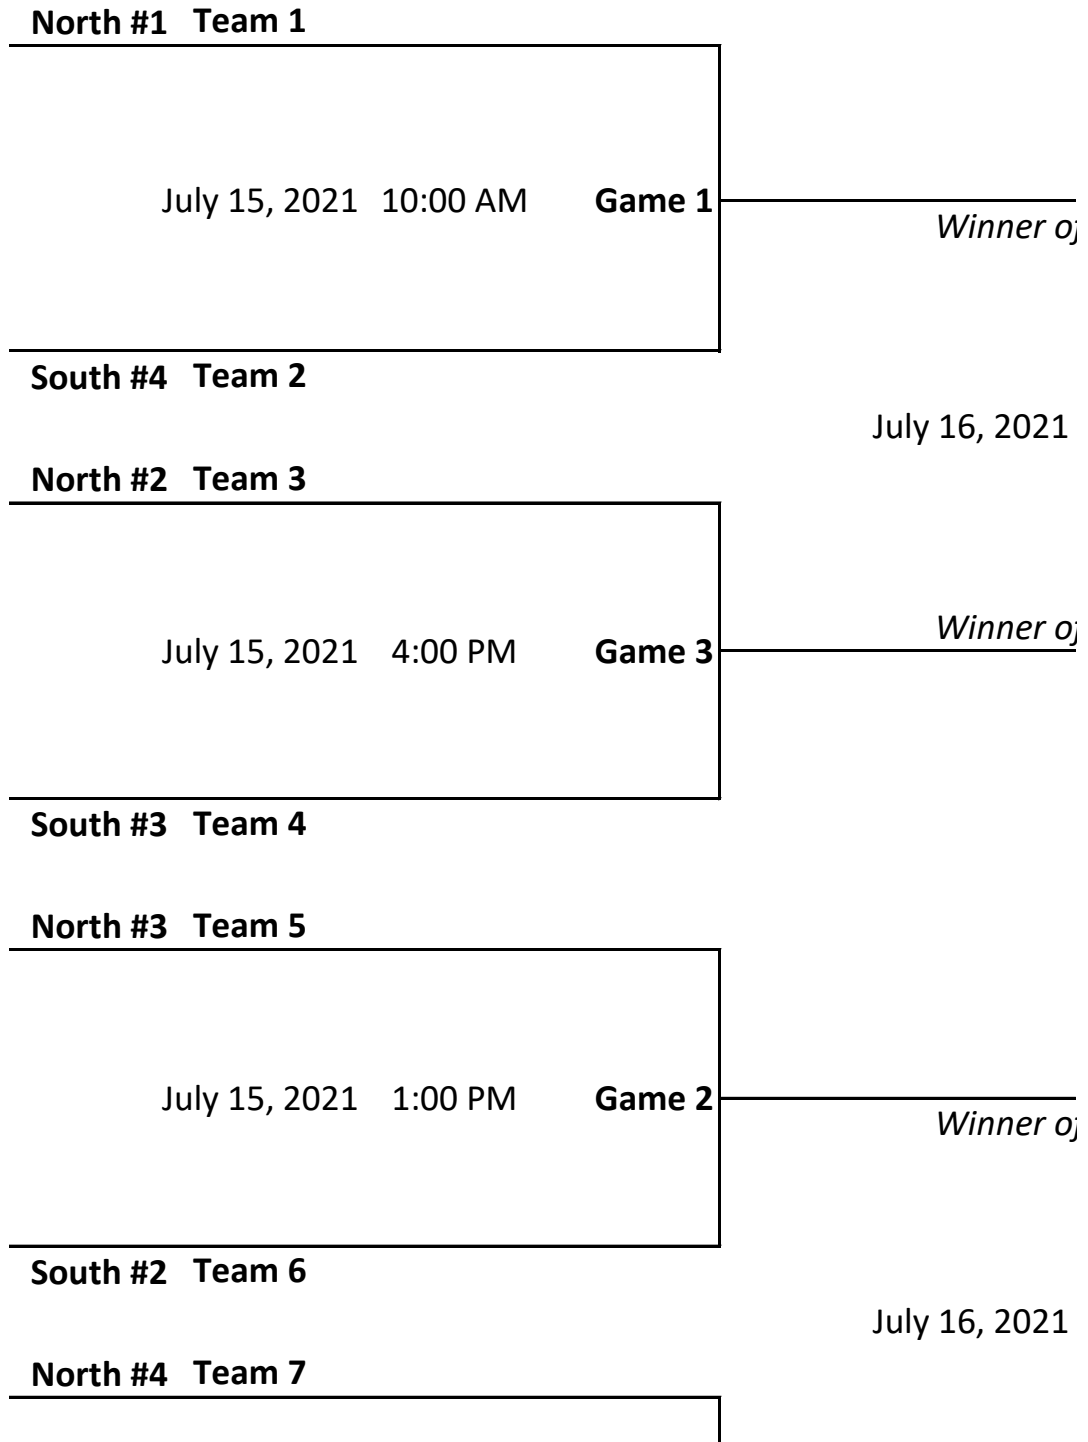 North #1 Team 1
July 15, 2021 10:00 AM Game 1
Winner of
South #4 Team 2
July 16, 2021
North #2 Team 3
Winner of
July 15, 2021 4:00 PM Game 3
South #3 Team 4
North #3 Team 5
July 15, 2021 1:00 PM Game 2
Winner of
South #2 Team 6
July 16, 2021
North #4 Team 7